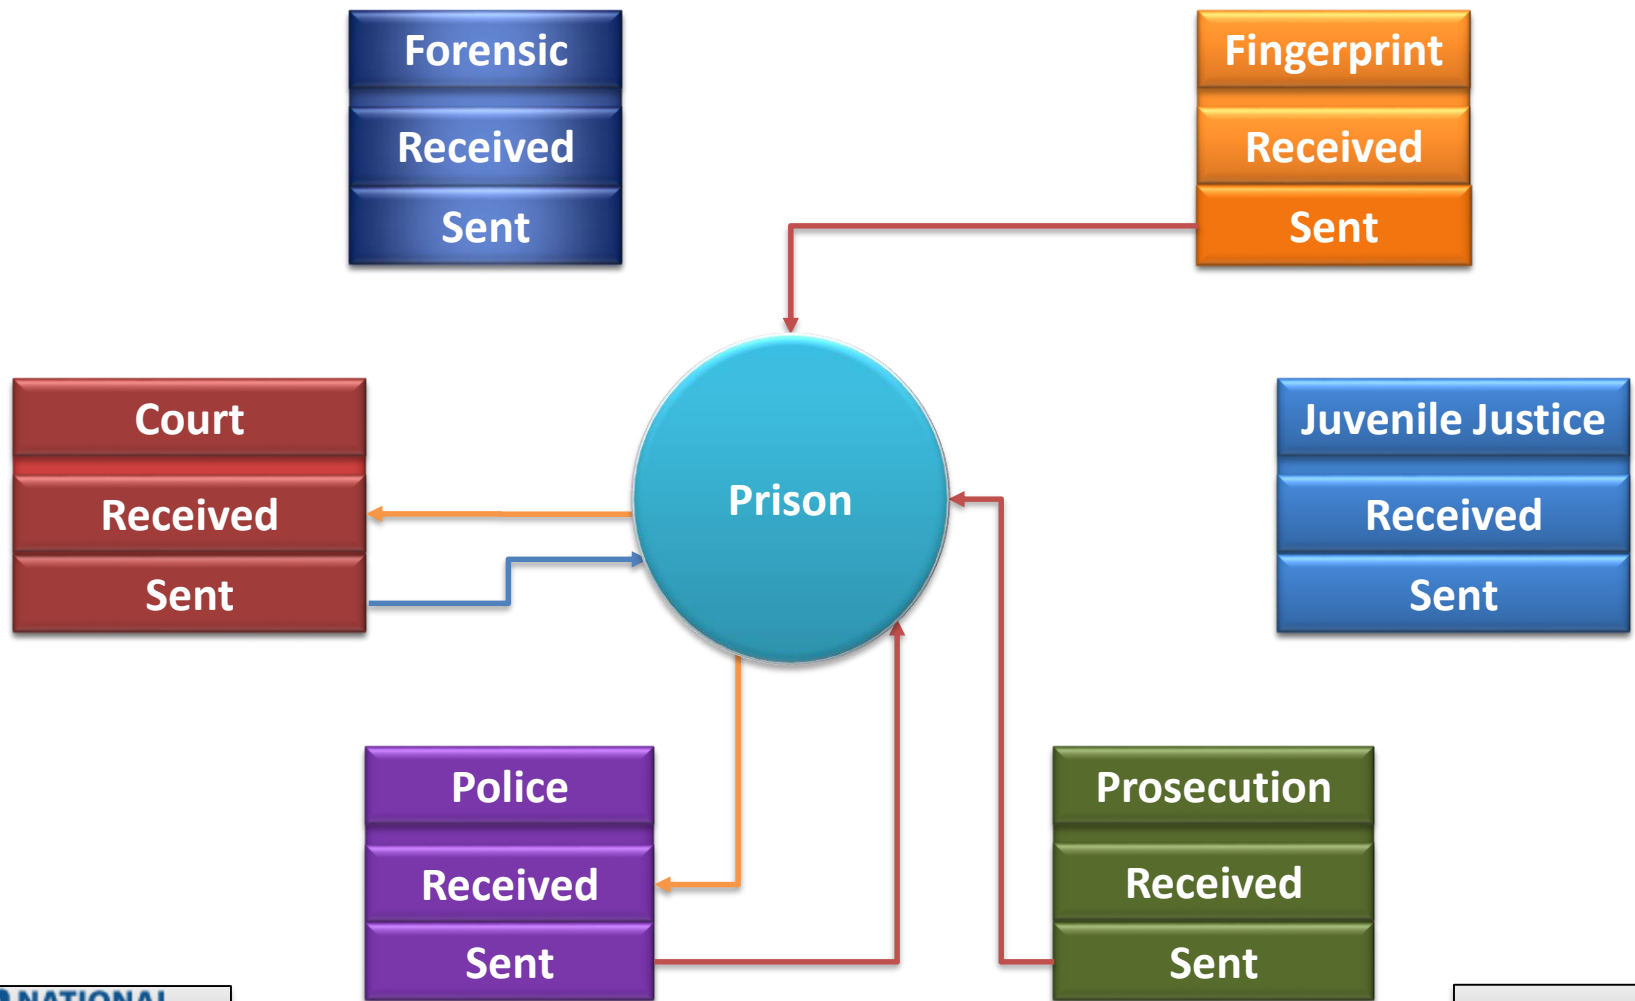 Forensic
Received
Sent
Fingerprint
Received
Sent
Court
Received
Sent
Prison
Juvenile Justice
Received
Sent
Police
Received
Sent
Prosecution
Received
Sent
NATIONAL